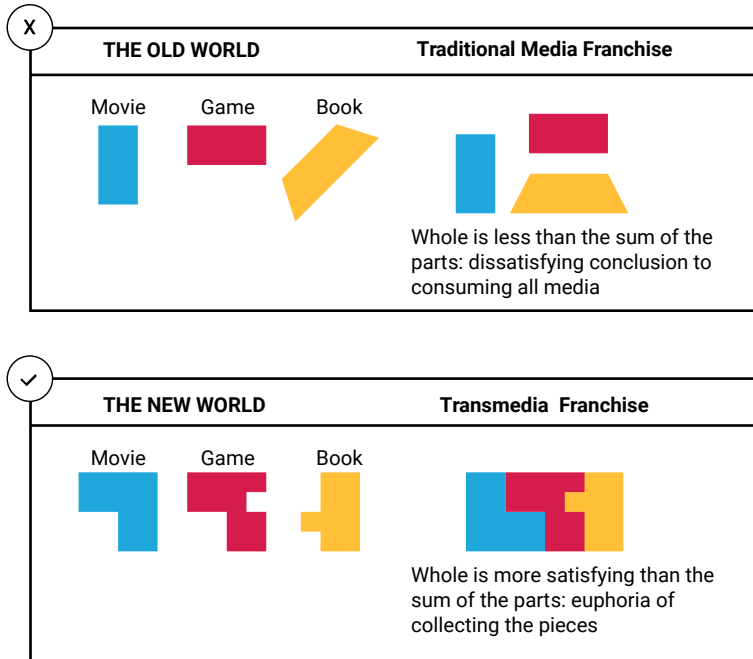 X
THE OLD WORLD
Traditional Media Franchise
Movie
Game
Book
Whole is less than the sum of the
parts: dissatisfying conclusion to
consuming all media
THE NEW WORLD
Transmedia Franchise
Movie
Game
Book
Whole is more satisfying than the
sum of the parts: euphoria of
collecting the pieces